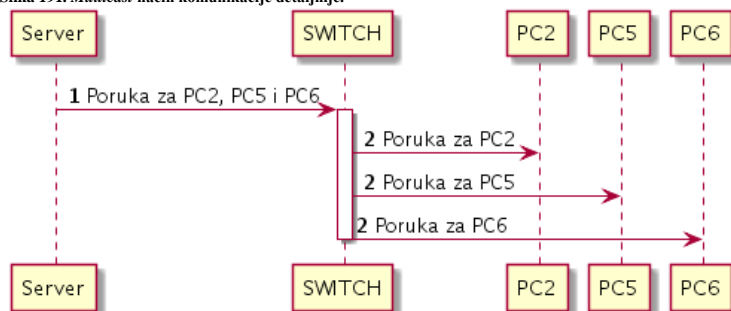 Slika 191. Multicast način komunikacije detaljnije.
Server SWITCH PC2 PC5 PC6
1 Poruka za PC2, PC5 i PC6
2 Poruka za PC2
2 Poruka za PC5
2 Poruka za PC6
Server SWITCH PC2 PC5 PC6